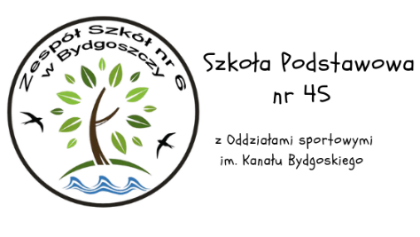 Zespół Szkół nr 6
w Bydgoszczy
Szkoła Podstawowa
nr 45
z Oddziałami sportowymi
im. Kanału Bydgoskiego